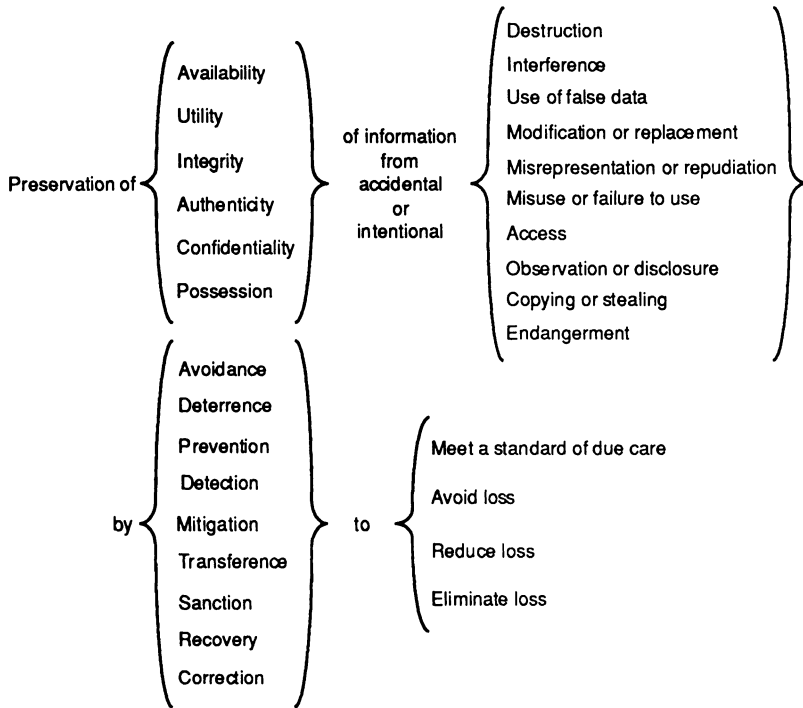 Preservation of
Availability
Utility
Integrity
Authenticity
Confidentiality
Possession
of information
from
accidental
or
intentional
Destruction
Interference
Use of false data
Modification or replacement
Misrepresentation or repudiation
Misuse or failure to use
Access
Observation or disclosure
Copying or stealing
Endangerment
by
Avoidance
Deterrence
Prevention
Detection
Mitigation
Transference
Sanction
Recovery
Correction
to
Meet a standard of due care
Avoid loss
Reduce loss
Eliminate loss